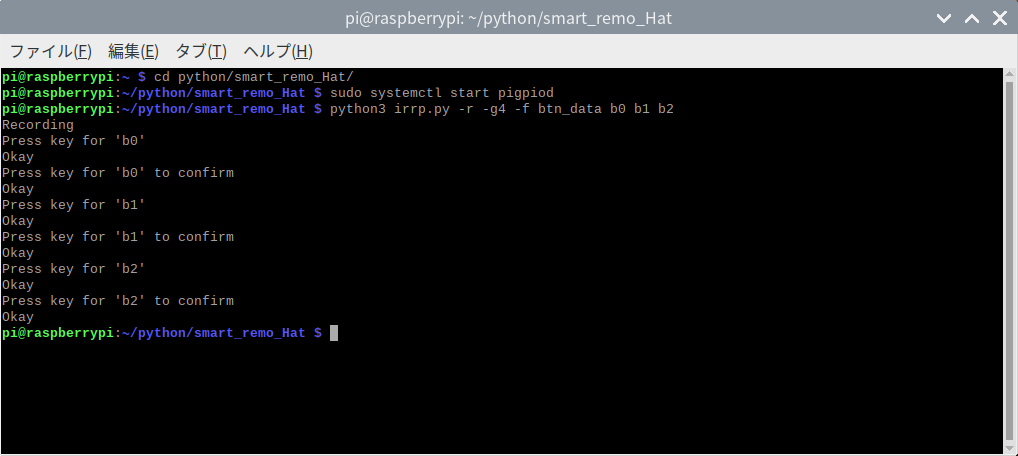 pi@raspberrypi: ~/python/smart_remo_Hat
ファイル(F) 編集(E) タブ(T) ヘルプ(H)
pi@raspberrypi:~ $ cd python/smart_remo_Hat/
pi@raspberrypi:~/python/smart_remo_Hat $ sudo systemctl start pigpiod
pi@raspberrypi:~/python/smart_remo_Hat $ python3 irrp.py -r -g4 -f btn_data b0 b1 b2
Recording
Press key for 'b0'
Okay
Press key for 'b0' to confirm
Okay
Press key for 'b1'
Okay
Press key for 'b1' to confirm
Okay
Press key for 'b2'
Okay
Press key for 'b2' to confirm
Okay
pi@raspberrypi:~/python/smart_remo_Hat $